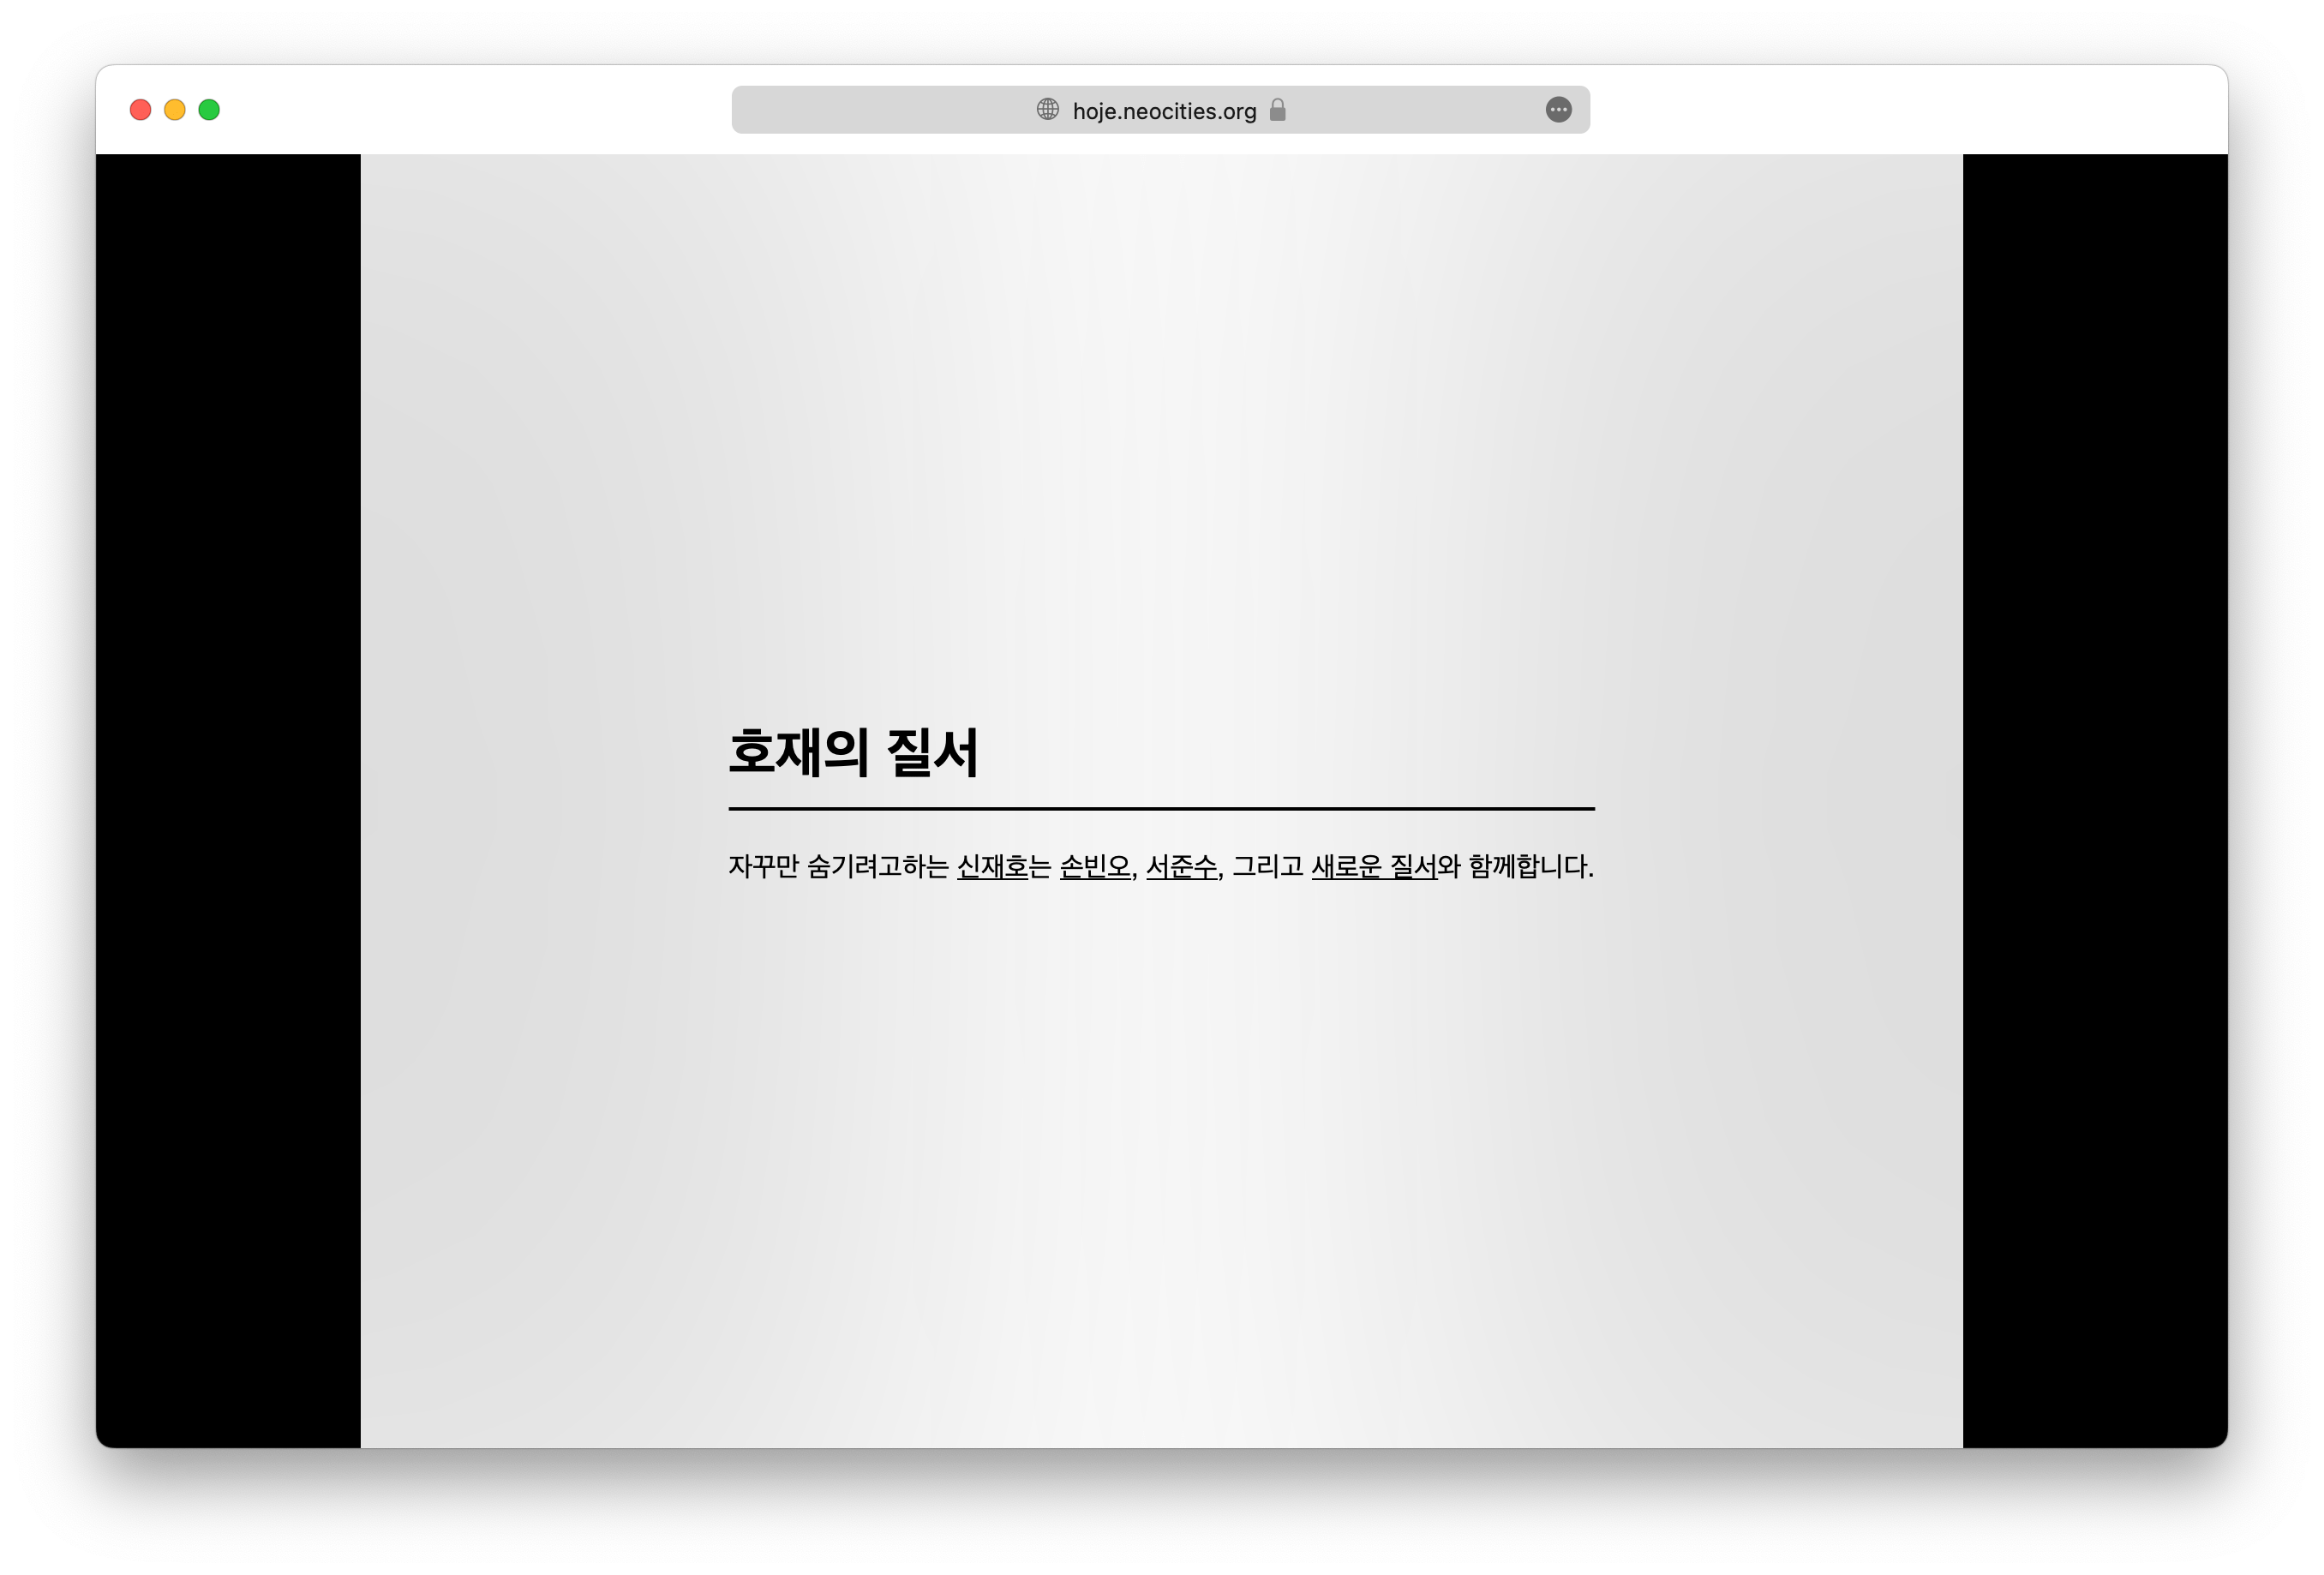 hoje.neocities.org
호재의 질서
자꾸만 숨기려고하는 신재호는 손빈오, 서준수, 그리고 새로운 질서와 함께합니다.